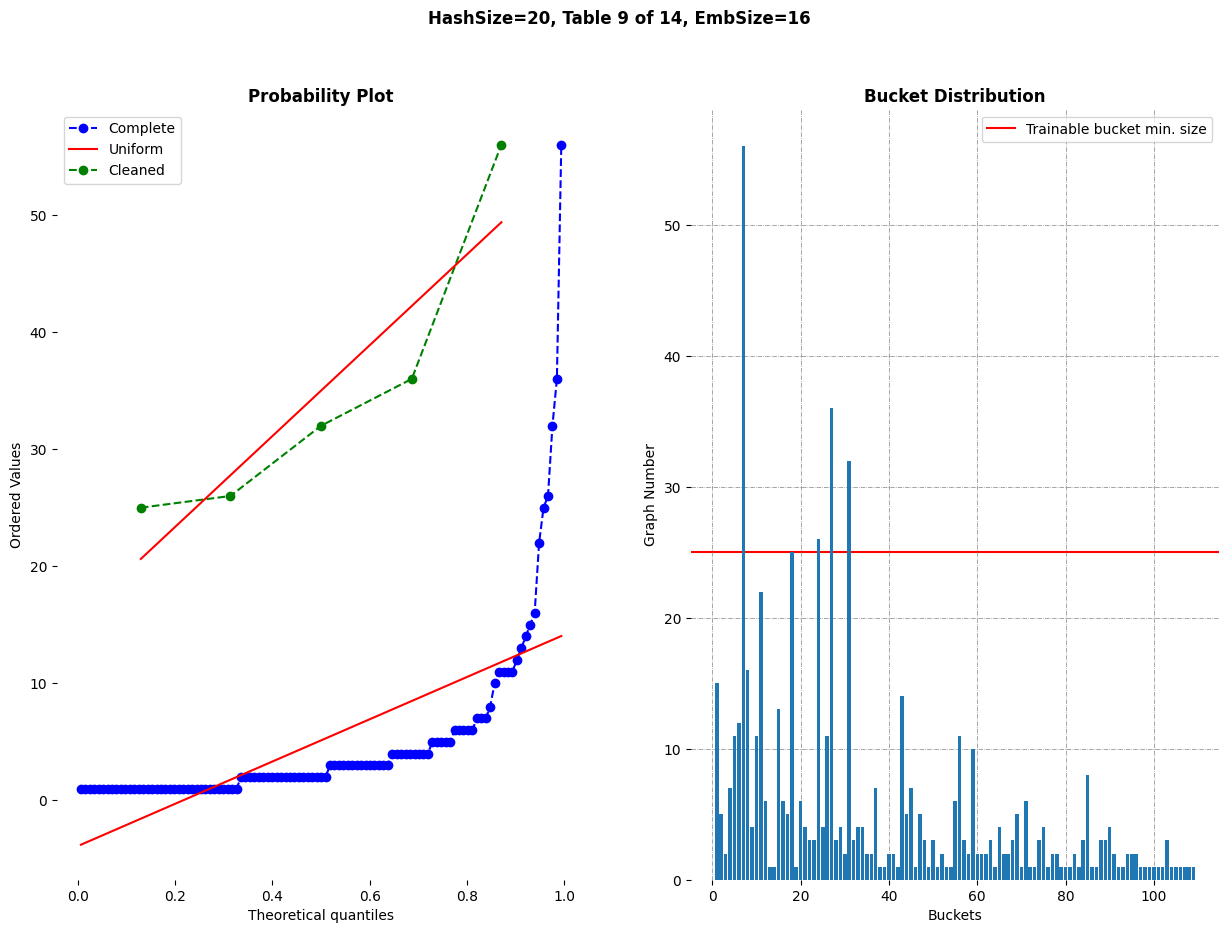 HashSize=20, Table 9 of 14, EmbSize=16
Probability Plot
Complete
Uniform
Cleaned
Ordered Values
50
40
30
20
10
0
0.0 0.2 0.4 0.6 0.8 1.0
Theoretical quantiles
Bucket Distribution
Trainable bucket min. size
Graph Number
50
40
30
20
10
0
0 20 40 60 80 100
Buckets